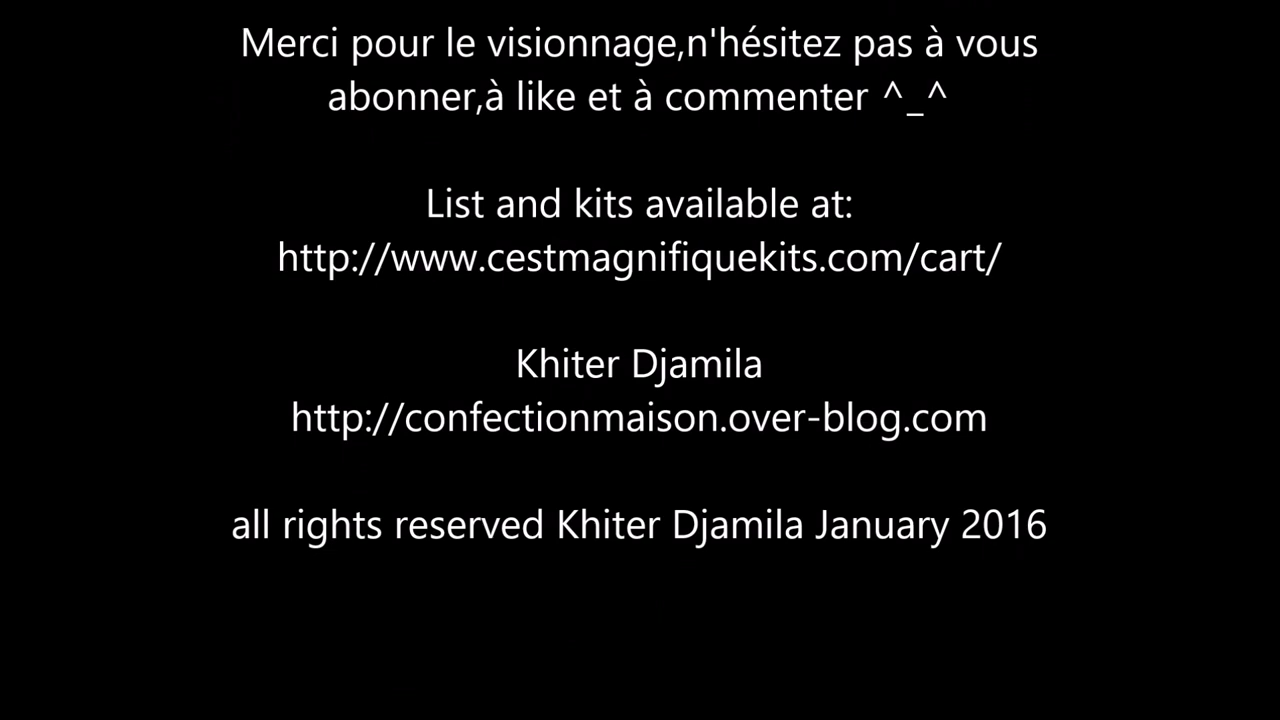 Merci pour le visionnage,n'hésitez pas à vous
abonner,à like et à commenter ^_^
List and kits available at:
http://www.cestmagnifiquekits.com/cart/
Khiter Djamila
http://confectionmaison.over-blog.com
all rights reserved Khiter Djamila January 2016